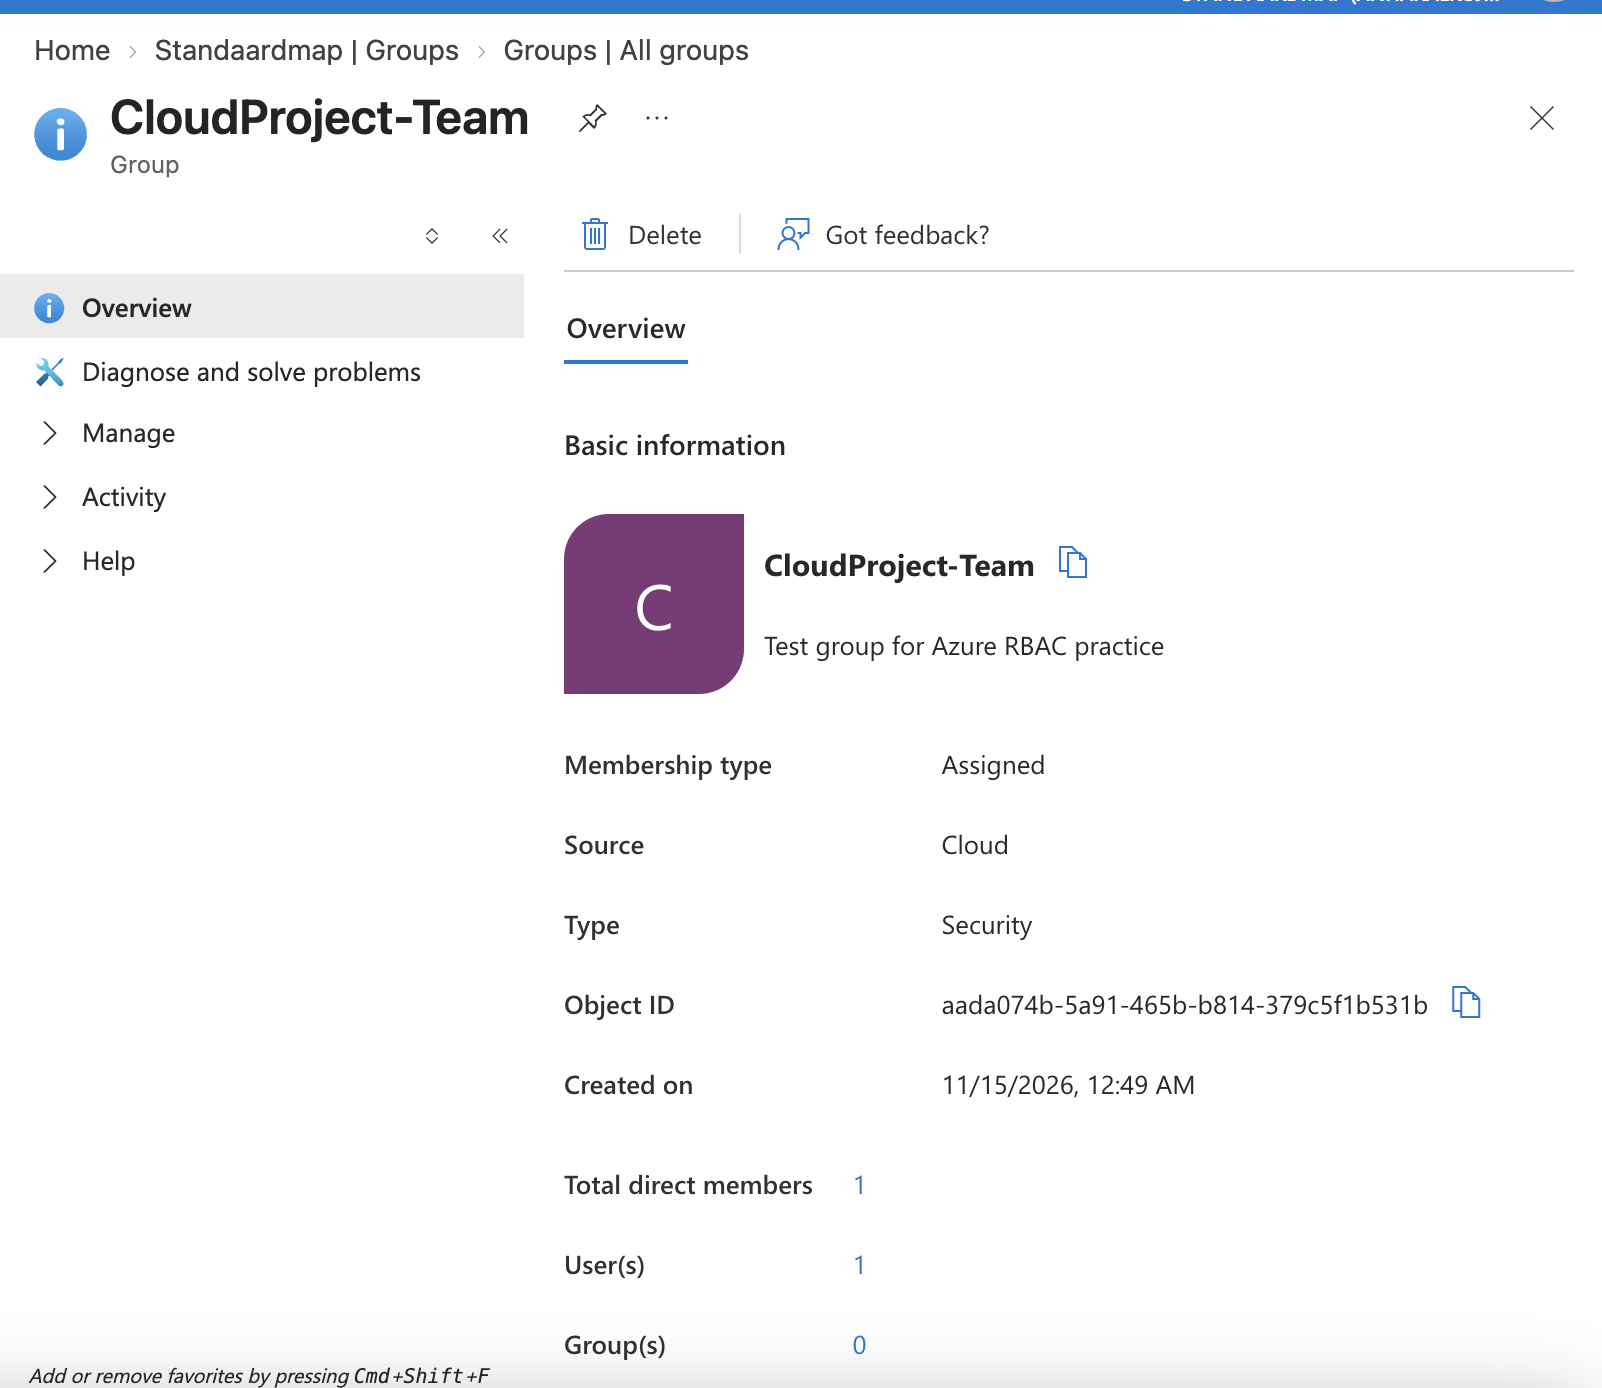 Home > Standaardmap | Groups > Groups | All groups
CloudProject-Team ...
Group
Delete
Got feedback?
Overview
Diagnose and solve problems
Manage
Activity
Help
Overview
Basic information
C
CloudProject-Team
Test group for Azure RBAC practice
Membership type Assigned
Source Cloud
Type Security
Object ID aada074b-5a91-465b-b814-379c5f1b531b
Created on 11/15/2026, 12:49 AM
Total direct members 1
User(s) 1
Group(s) 0
Add or remove favorites by pressing Cmd+Shift+F